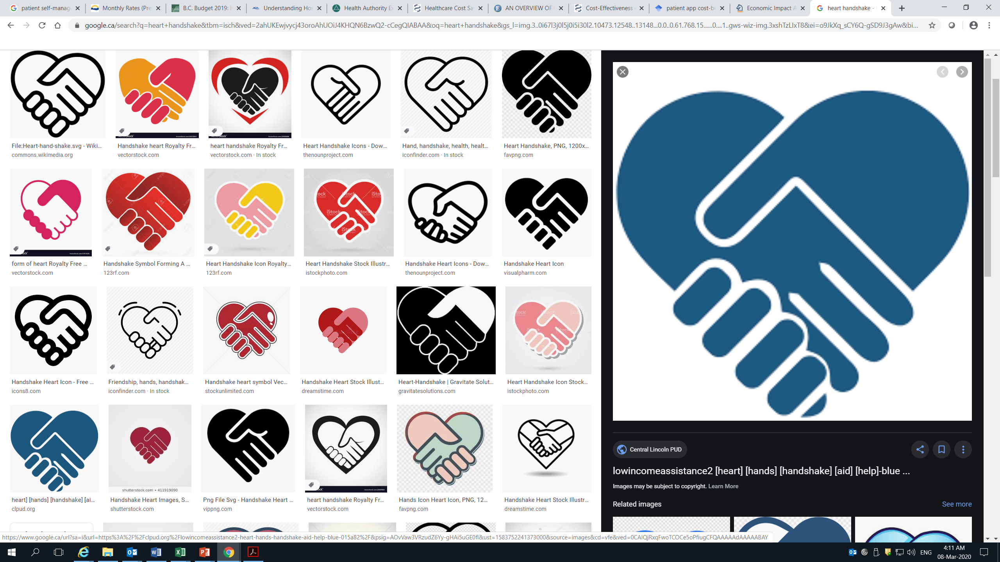 patient self-manag
Monthly Rates (Pre
B.C. Budget 2019: H
Understanding Hos
Health Authority Ex
Healthcare Cost Sa
AN OVERVIEW OF
Cost-Effectiveness
patient app cost-be
Economic Impact A
heart handshake -
google.ca/search?q=heart+handshake&tbm=isch&ved=2ahUKEwjvycj43oroAhUOiJ4KHQN6BzwQ2-cCegQIABAA&oq=heart+handshake&gs_l=img.3..0i67l3j0l5j0i5i30l2.10473.12548..13148...0.0..0.61.768.15......0....1..gws-wiz-img.3xshTzLIxT8&ei=o9JkXq_sCY6Q-gSD9J3gAw&bi...
File:Heart-hand-shake.svg - Wiki...
commons.wikimedia.org
Handshake heart Royalty Fr...
vectorstock.com
heart handshake Royalty Fr...
vectorstock.com · In stock
Heart Handshake Icons - Dow...
thenounproject.com
Hand, handshake, health, healt...
iconfinder.com · In stock
Heart Handshake, PNG, 1200x...
favpng.com
form of heart Royalty Free ...
vectorstock.com
Handshake Symbol Forming A ...
123rf.com
Heart Handshake Icon Royalty...
123rf.com
Heart Handshake Stock Illustr...
istockphoto.com
Handshake Heart Icons - Dow...
thenounproject.com
Handshake Heart Icon
visualpharm.com
Handshake Heart Icon - Free ...
icons8.com
Friendship, hands, handshak...
iconfinder.com · In stock
Handshake heart symbol Vec...
stockunlimited.com
Handshake Heart Stock Illust...
dreamstime.com
Heart-Handshake | Gravitate Solut...
gravitatesolutions.com
Heart Handshake Icon Stock...
istockphoto.com
shutterstock.com • 411919090
heart] [hands] [handshake] [ai...
clpud.org
Handshake Heart Images, S...
shutterstock.com
Png File Svg - Handshake Heart ...
vippng.com
heart handshake Royalty Fr...
vectorstock.com
Hands Icon Heart Icon, PNG, 12...
favpng.com
Handshake Heart Stock Illustr...
dreamstime.com
Central Lincoln PUD
lowincomeassistance2 [heart] [hands] [handshake] [aid] [help]-blue ...
Images may be subject to copyright. Learn More
Related images
See more
https://www.google.ca/url?sa=i&url=https%3A%2F%2Fclpud.org%2Flowincomeassistance2-heart-hands-handshake-aid-help-blue-015a82%2F&psig=AOvVaw3VRzudZ6Yy-gHAi5uGE0fl&ust=1583752241373000&source=images&cd=vfe&ved=0CAIQjRxqFwoTCOCe5oPfiugCFQAAAAAdAAAAABAY
ENG
4:11 AM
08-Mar-2020